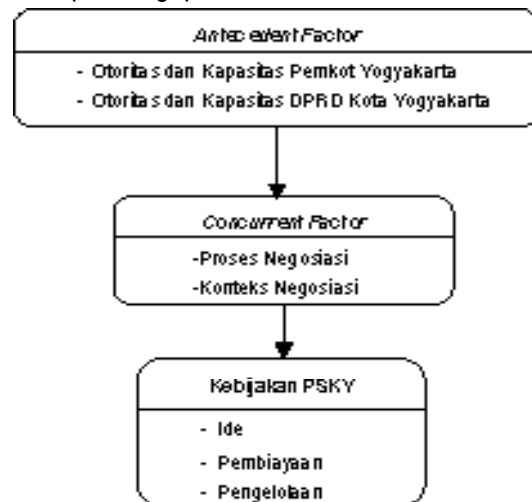 Antecedent Factor
- Otoritas dan Kapasitas Pemkot Yogyakarta
- Otoritas dan Kapasitas DPRD Kota Yogyakarta
Concurrent Factor
-Proses Negosiasi
-Konteks Negosiasi
Kebijakan PSKY
- Ide
- Pembiayaan
- Pengelolaan